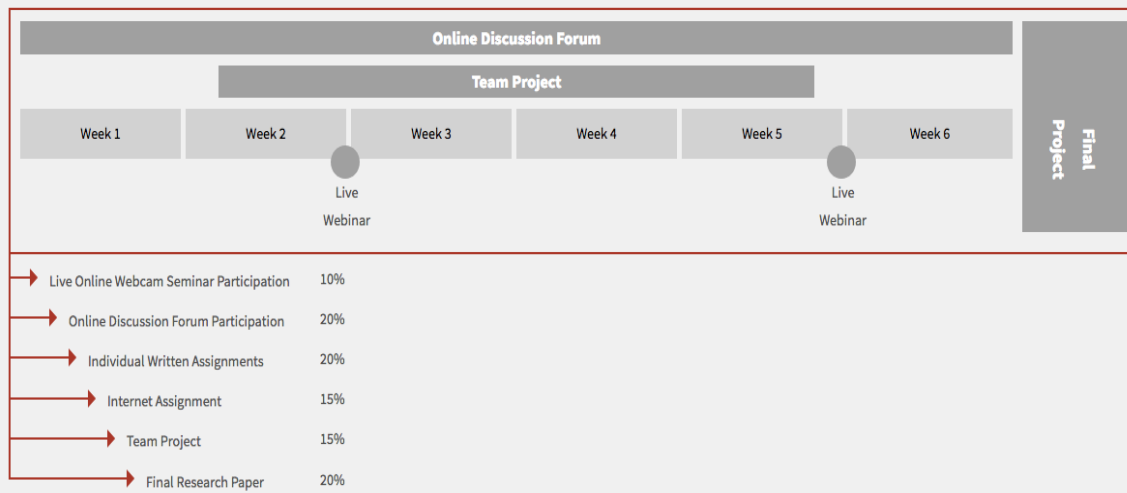 Online Discussion Forum
Team Project
Week 1 Week 2 Week 3 Week 4 Week 5 Week 6
Live
Webinar
Live
Webinar
Final
Project
Live Online Webcam Seminar Participation 10%
Online Discussion Forum Participation 20%
Individual Written Assignments 20%
Internet Assignment 15%
Team Project 15%
Final Research Paper 20%